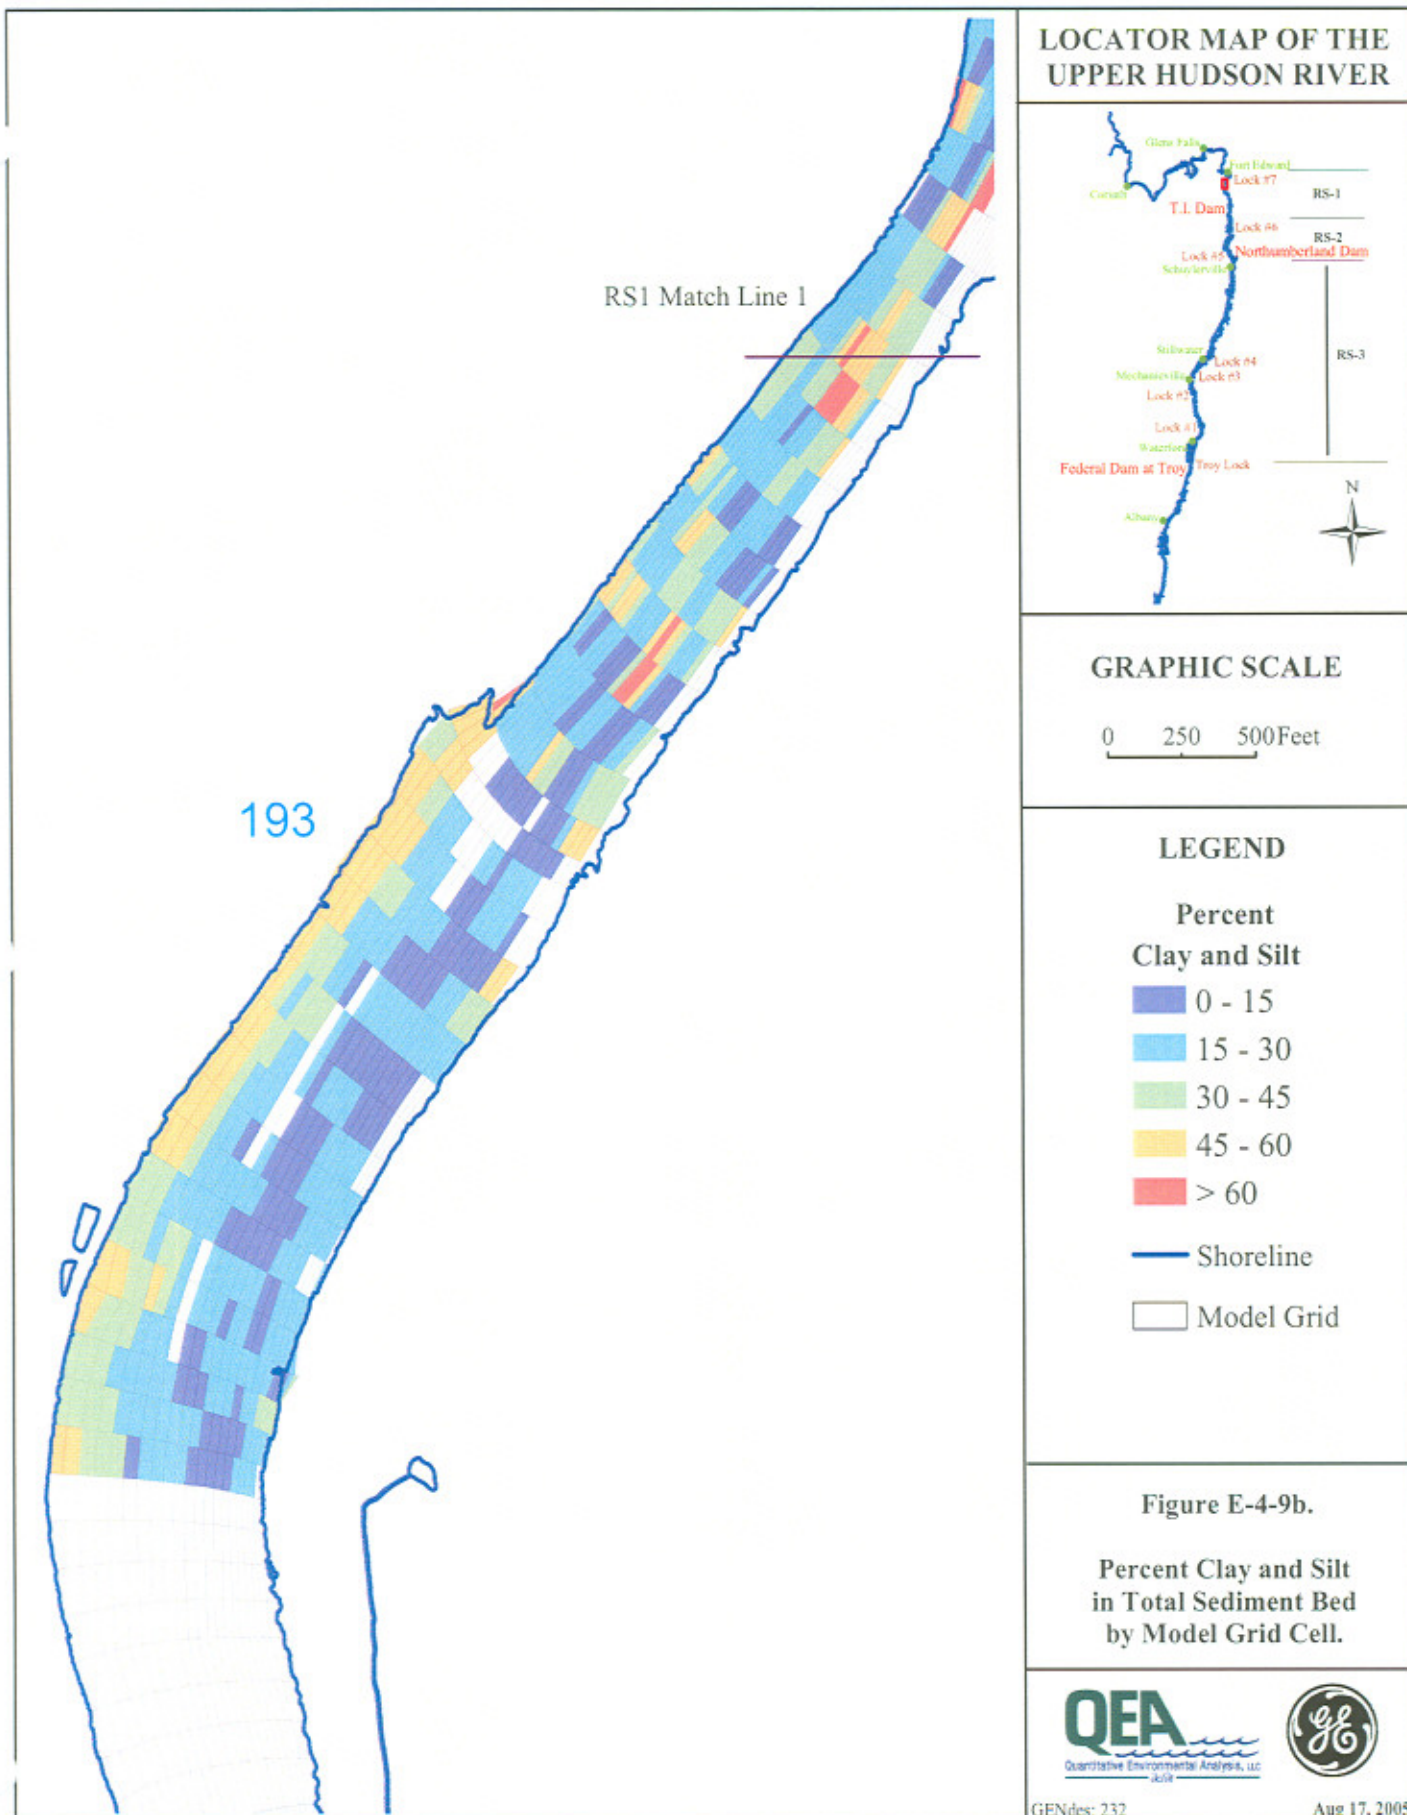 LOCATOR MAP OF THE
UPPER HUDSON RIVER
Glens Falls
Fort Edward
Lock #7
Corinth
RS-1
T.I. Dam
Lock #6
RS-2
Northumberland Dam
Lock #5
Schuylerville
RS-3
Stillwater
Lock #4
Mechanicville
Lock #3
Lock #2
Lock #1
Waterford
Federal Dam at Troy
Troy Lock
Albany
N
GRAPHIC SCALE
0 250 500Feet
LEGEND
Percent
Clay and Silt
0 - 15
15 - 30
30 - 45
45 - 60
> 60
Shoreline
Model Grid
RS1 Match Line 1
193
Figure E-4-9b.
Percent Clay and Silt
in Total Sediment Bed
by Model Grid Cell.
QEA
Quantitative Environmental Analysis, LLC
GE
GENdes: 232 Aug 17, 2005